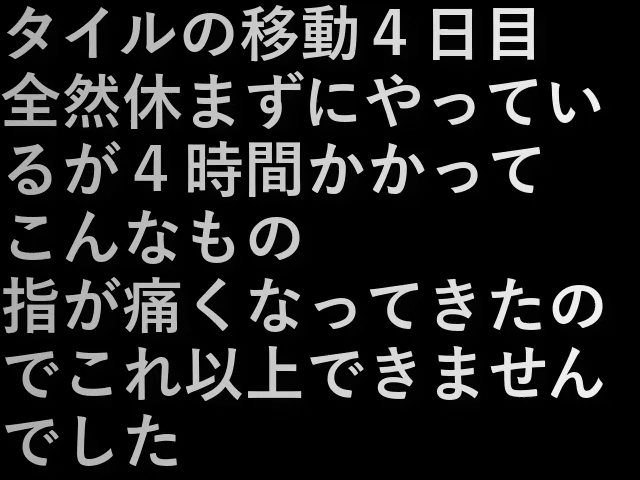 タイルの移動４日目
全然休まずにやってい
るが４時間かかって
こんなもの
指が痛くなってきたの
でこれ以上できません
でした